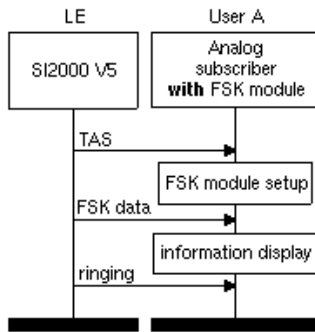 LE
User A
SI2000 V5
Analog
subscriber
with FSK module
TAS
FSK module setup
FSK data
information display
ringing